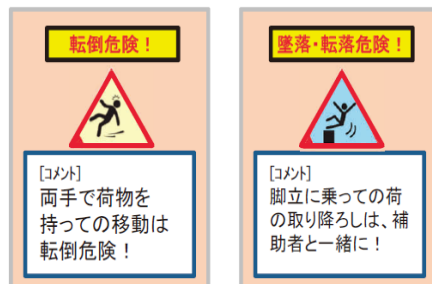 転倒危険！
[コメント]
両手で荷物を
持っての移動は
転倒危険！
墜落・転落危険！
[コメント]
脚立に乗っての荷
の取り降ろしは、補
助者と一緒に！